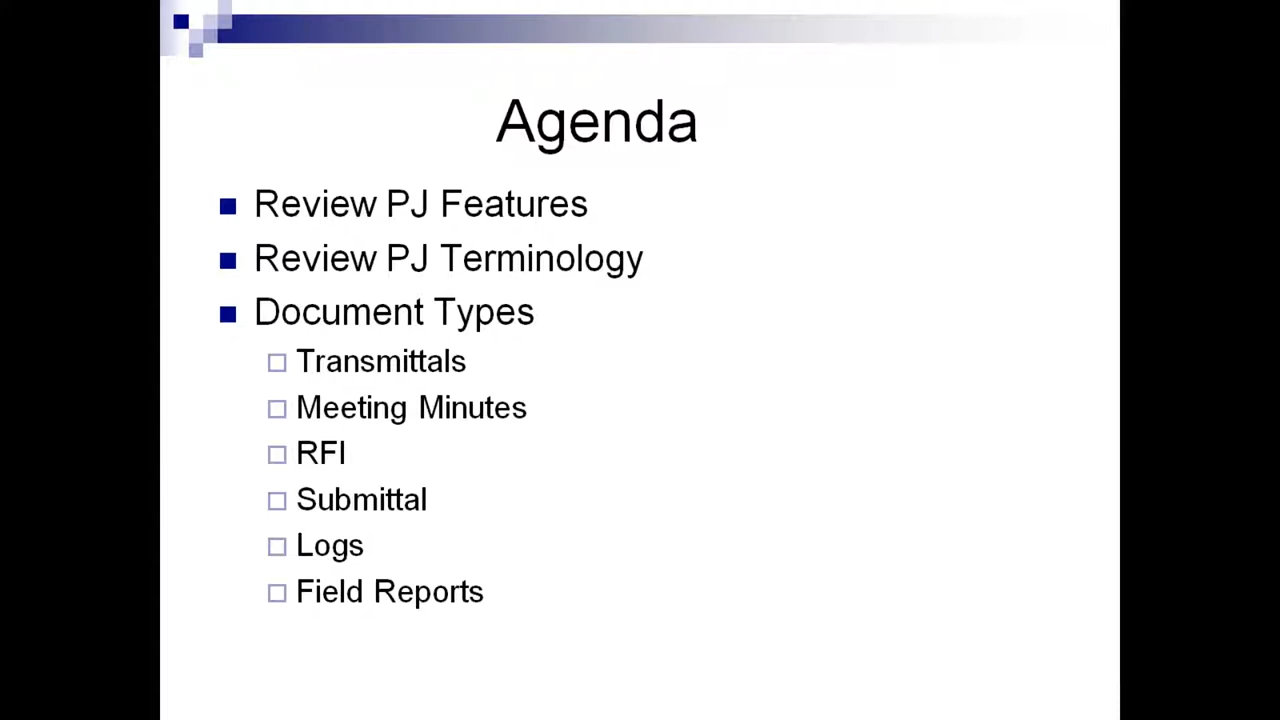 Agenda
Review PJ Features
Review PJ Terminology
Document Types
Transmittals
Meeting Minutes
RFI
Submittal
Logs
Field Reports